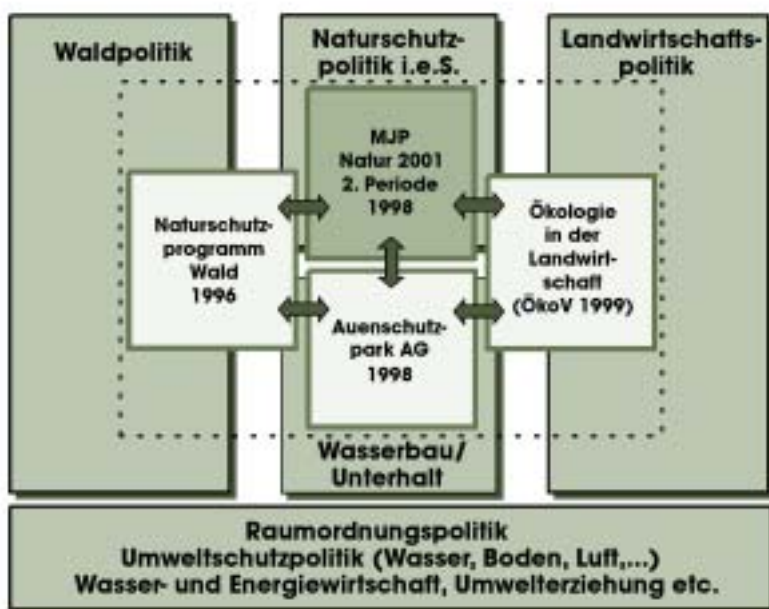 Waldpolitik
Naturschutz-
politik i.e.S.
Landwirtschafts-
politik
MJP
Natur 2001
2. Periode
1998
Naturschutz-
programm
Wald
1996
Ökologie
in der
Landwirt-
schaft
(ÖkoV 1999)
Auenschutz-
park AG
1998
Wasserbau/
Unterhalt
Raumordnungspolitik
Umweltschutzpolitik (Wasser, Boden, Luft,...)
Wasser- und Energiewirtschaft, Umwelterziehung etc.